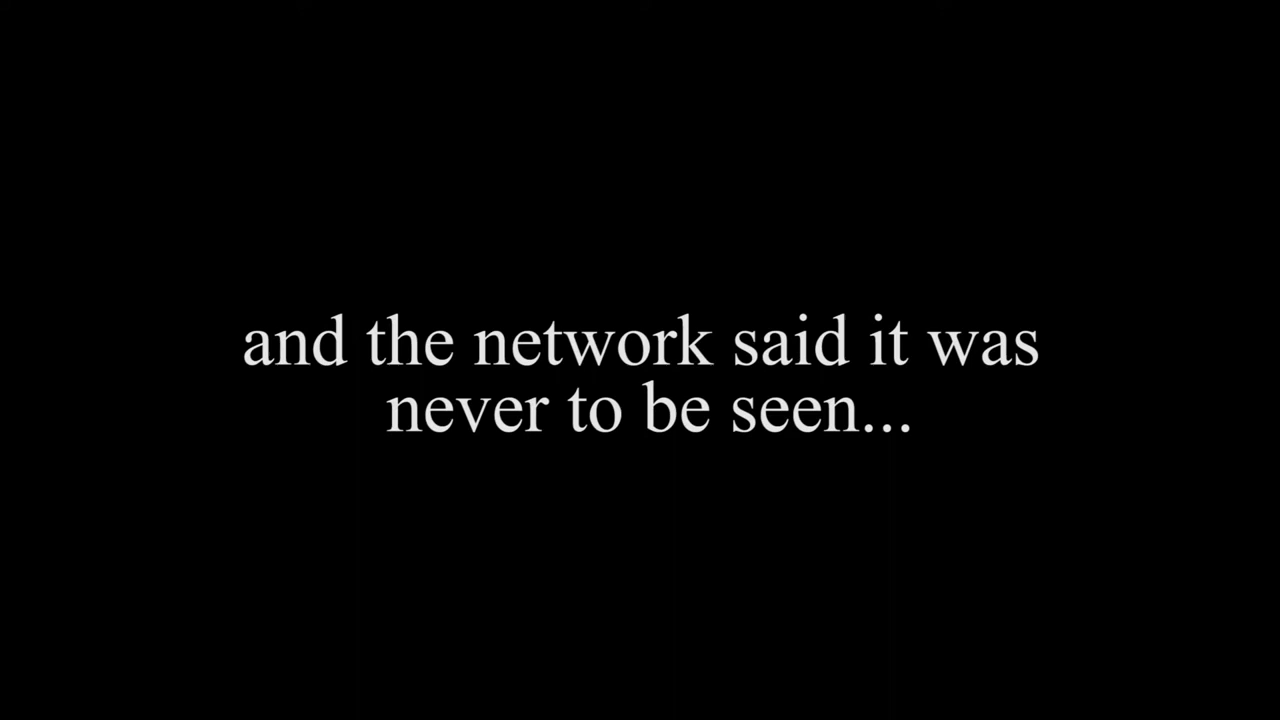 and the network said it was
never to be seen...